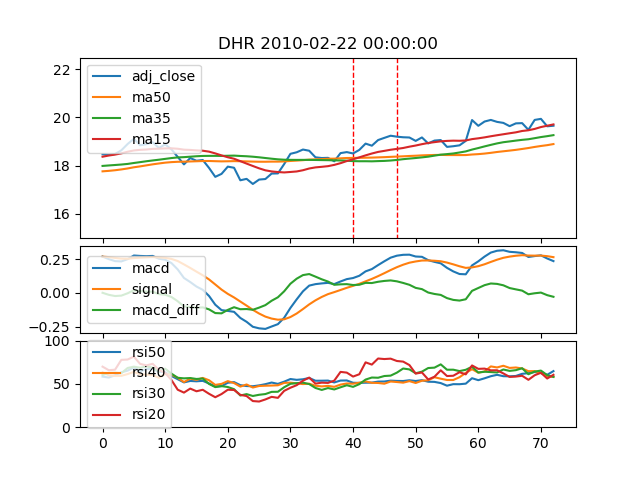 DHR 2010-02-22 00:00:00
22
20
18
16
adj_close
ma50
ma35
ma15
0.25
0.00
−0.25
macd
signal
macd_diff
100
50
0
rsi50
rsi40
rsi30
rsi20
0 10 20 30 40 50 60 70